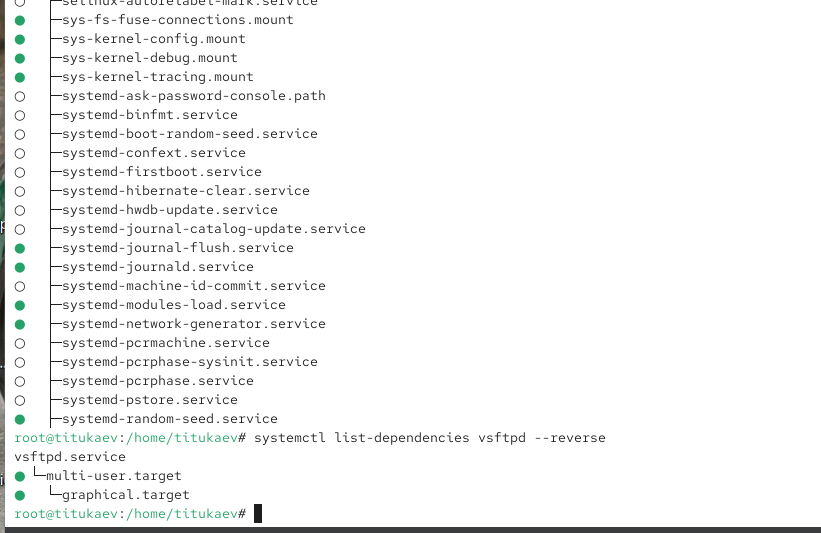 selinux-autorelabel-mark.service
● ├─sys-fs-fuse-connections.mount
● ├─sys-kernel-config.mount
● ├─sys-kernel-debug.mount
● ├─sys-kernel-tracing.mount
○ ├─systemd-ask-password-console.path
○ ├─systemd-binfmt.service
○ ├─systemd-boot-random-seed.service
○ ├─systemd-confext.service
○ ├─systemd-firstboot.service
○ ├─systemd-hibernate-clear.service
○ ├─systemd-hwdb-update.service
○ ├─systemd-journal-catalog-update.service
● ├─systemd-journal-flush.service
● ├─systemd-journald.service
○ ├─systemd-machine-id-commit.service
● ├─systemd-modules-load.service
● ├─systemd-network-generator.service
○ ├─systemd-pcrmachine.service
○ ├─systemd-pcrphase-sysinit.service
○ ├─systemd-pcrphase.service
○ ├─systemd-pstore.service
● ├─systemd-random-seed.service
root@titukaev:/home/titukaev# systemctl list-dependencies vsftpd --reverse
vsftpd.service
● └─multi-user.target
●   └─graphical.target
root@titukaev:/home/titukaev#